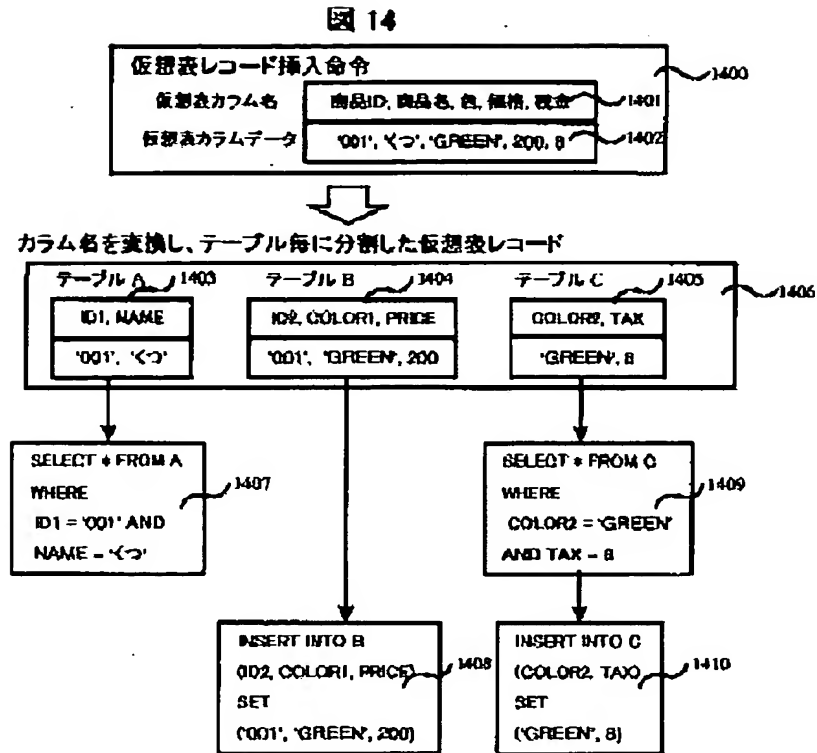 図 14
仮想表レコード挿入命令
1400
仮想表カラム名
商品ID, 商品名, 色, 価格, 税金
1401
仮想表カラムデータ
'001', 'くつ', 'GREEN', 200, 8
1402
カラム名を変換し、テーブル毎に分割した仮想表レコード
テーブル A
1403
テーブル B
1404
テーブル C
1405
1406
ID1, NAME
ID2, COLOR1, PRICE
COLOR2, TAX
'001', 'くつ'
'001', 'GREEN', 200
'GREEN', 8
SELECT * FROM A
WHERE
ID1 = '001' AND
NAME = 'くつ'
1407
SELECT * FROM C
WHERE
COLOR2 = 'GREEN'
AND TAX = 8
1409
INSERT INTO B
(ID2, COLOR1, PRICE)
SET
('001', 'GREEN', 200)
1408
INSERT INTO C
(COLOR2, TAX)
SET
('GREEN', 8)
1410